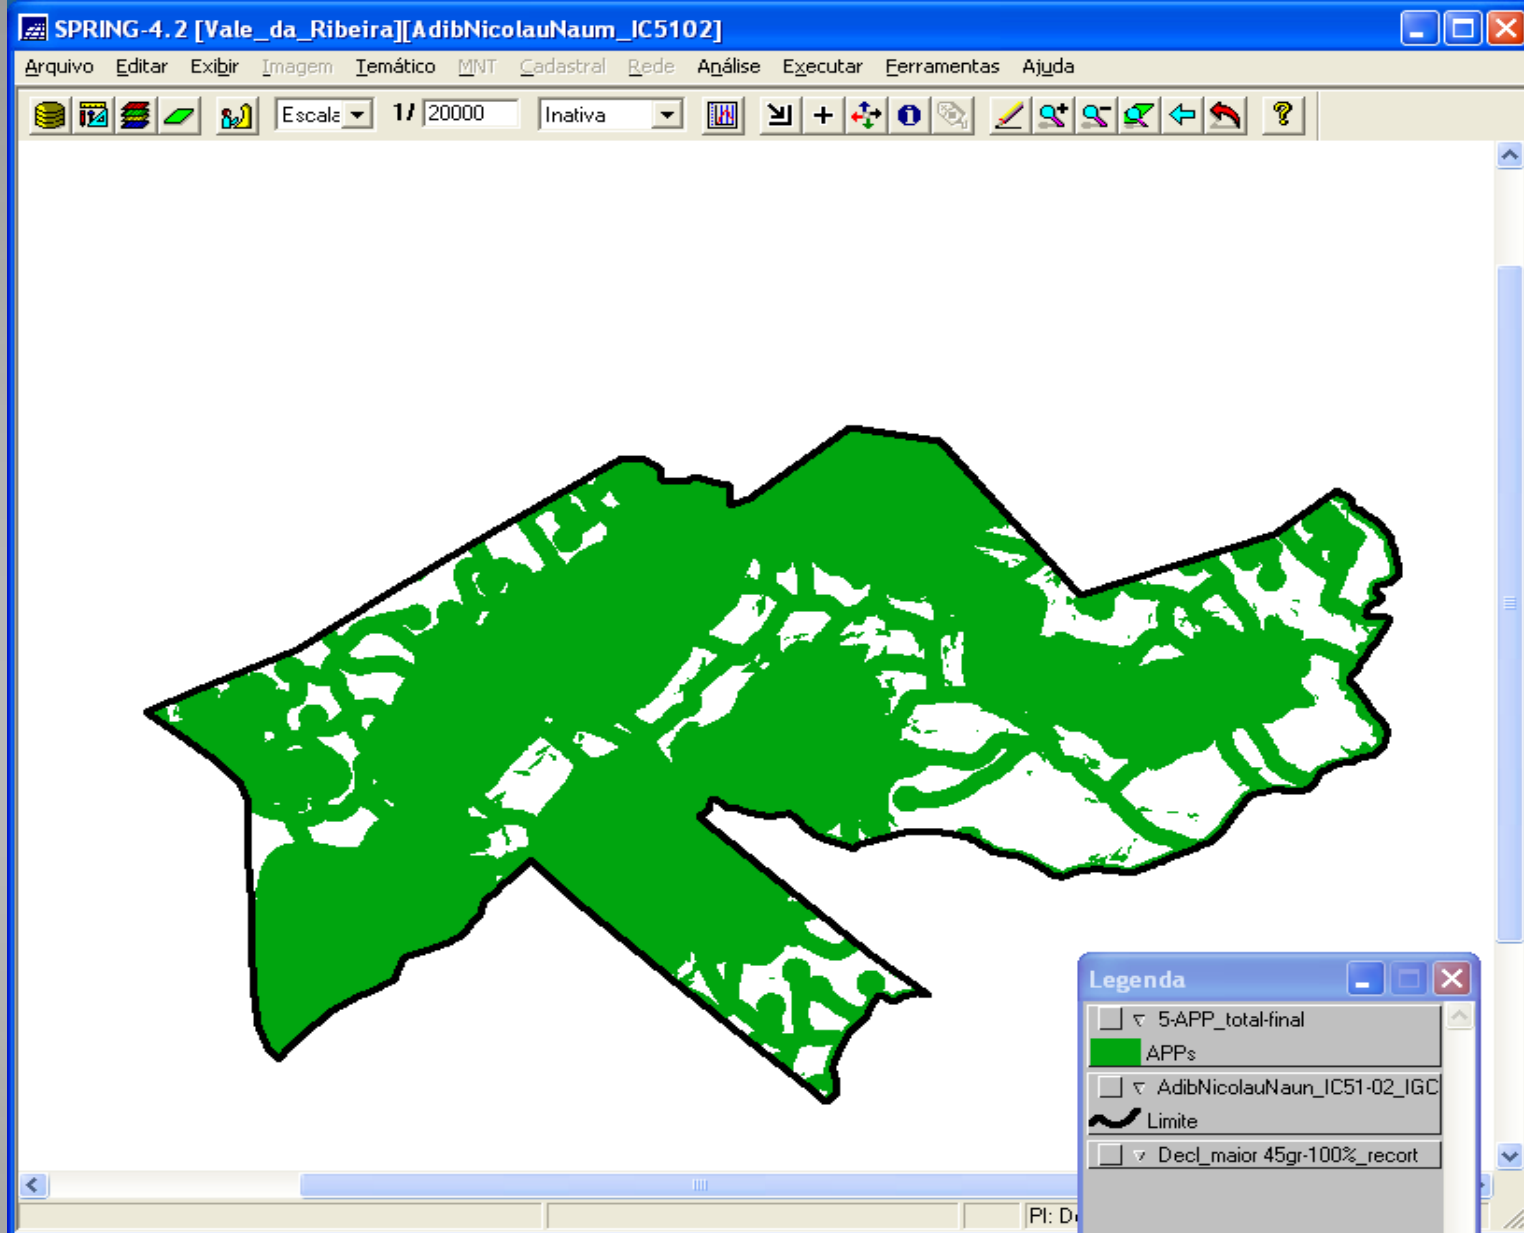 SPRING-4.2 [Vale_da_Ribeira][AdibNicolauNaum_IC5102]
Arquivo Editar Exibir Imagem Temático MNT Cadastral Rede Análise Executar Ferramentas Ajuda
Escala 1/ 20000 Inativa
Legenda
5-APP_total-final
APPs
AdibNicolauNaun_IC51-02_IGC
Limite
Decl_maior 45gr-100%_recort
PI: